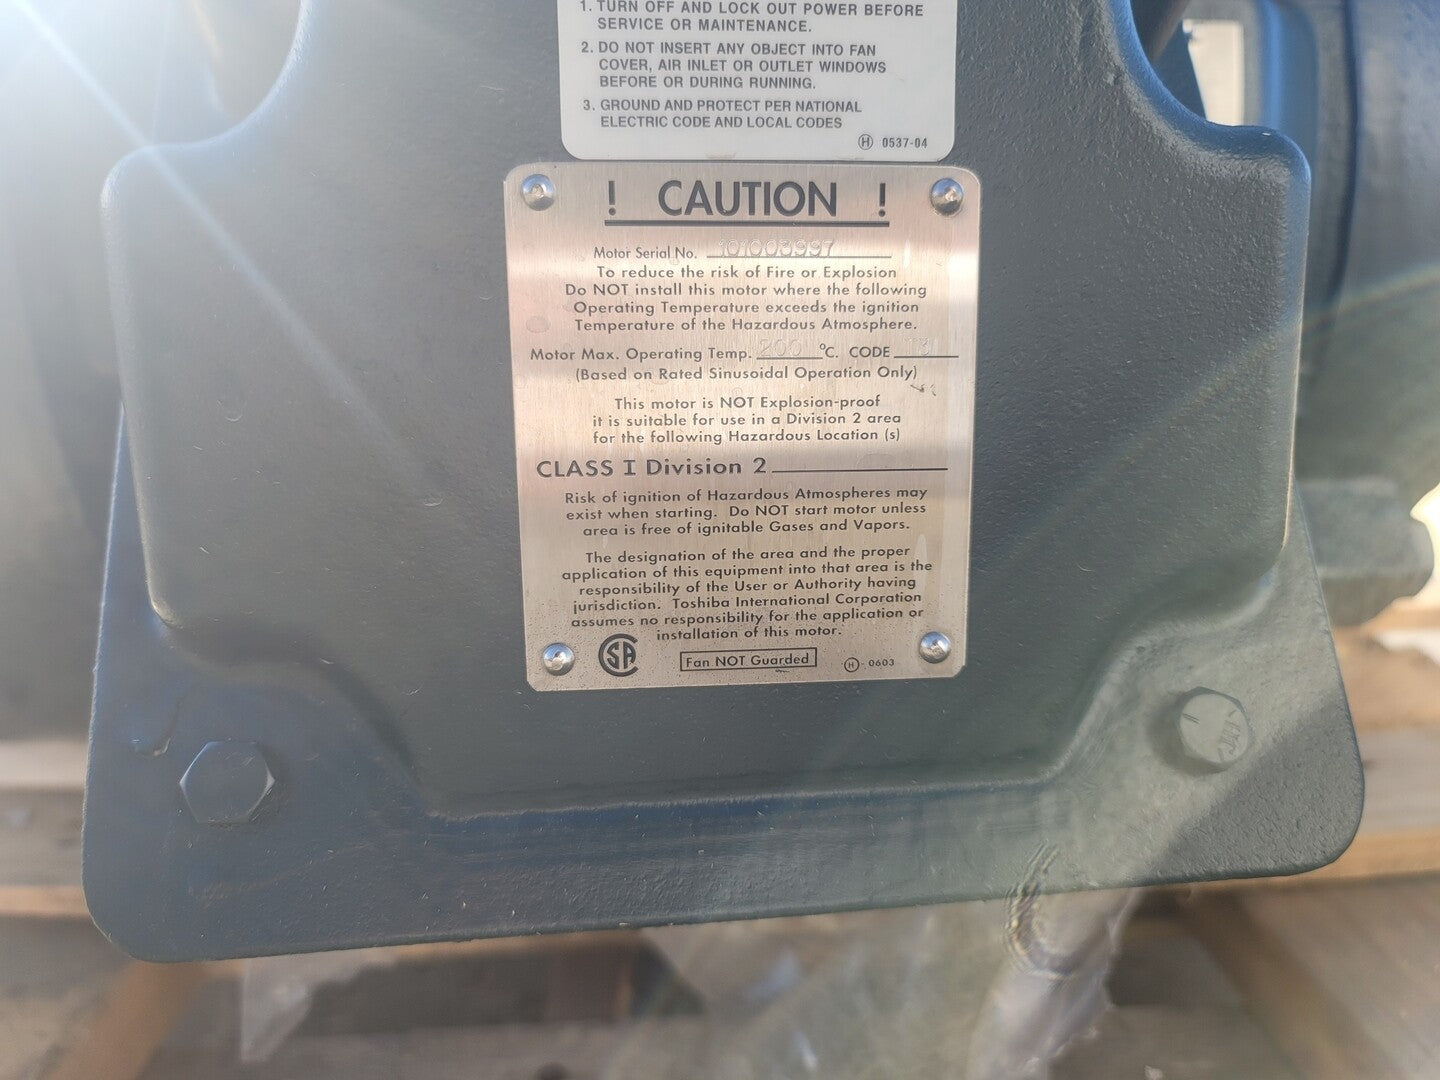 1. TURN OFF AND LOCK OUT POWER BEFORE
SERVICE OR MAINTENANCE.
2. DO NOT INSERT ANY OBJECT INTO FAN
COVER, AIR INLET OR OUTLET WINDOWS
BEFORE OR DURING RUNNING.
3. GROUND AND PROTECT PER NATIONAL
ELECTRIC CODE AND LOCAL CODES
H 0537-04
! CAUTION !
Motor Serial No. 101003997
To reduce the risk of Fire or Explosion
Do NOT install this motor where the following
Operating Temperature exceeds the ignition
Temperature of the Hazardous Atmosphere.
Motor Max. Operating Temp. 200 °C. CODE T3
(Based on Rated Sinusoidal Operation Only)
This motor is NOT Explosion-proof
it is suitable for use in a Division 2 area
for the following Hazardous Location (s)
CLASS I Division 2
Risk of ignition of Hazardous Atmospheres may
exist when starting. Do NOT start motor unless
area is free of ignitable Gases and Vapors.
The designation of the area and the proper
application of this equipment into that area is the
responsibility of the User or Authority having
jurisdiction. Toshiba International Corporation
assumes no responsibility for the application or
installation of this motor.
CSA
Fan NOT Guarded
H - 0603